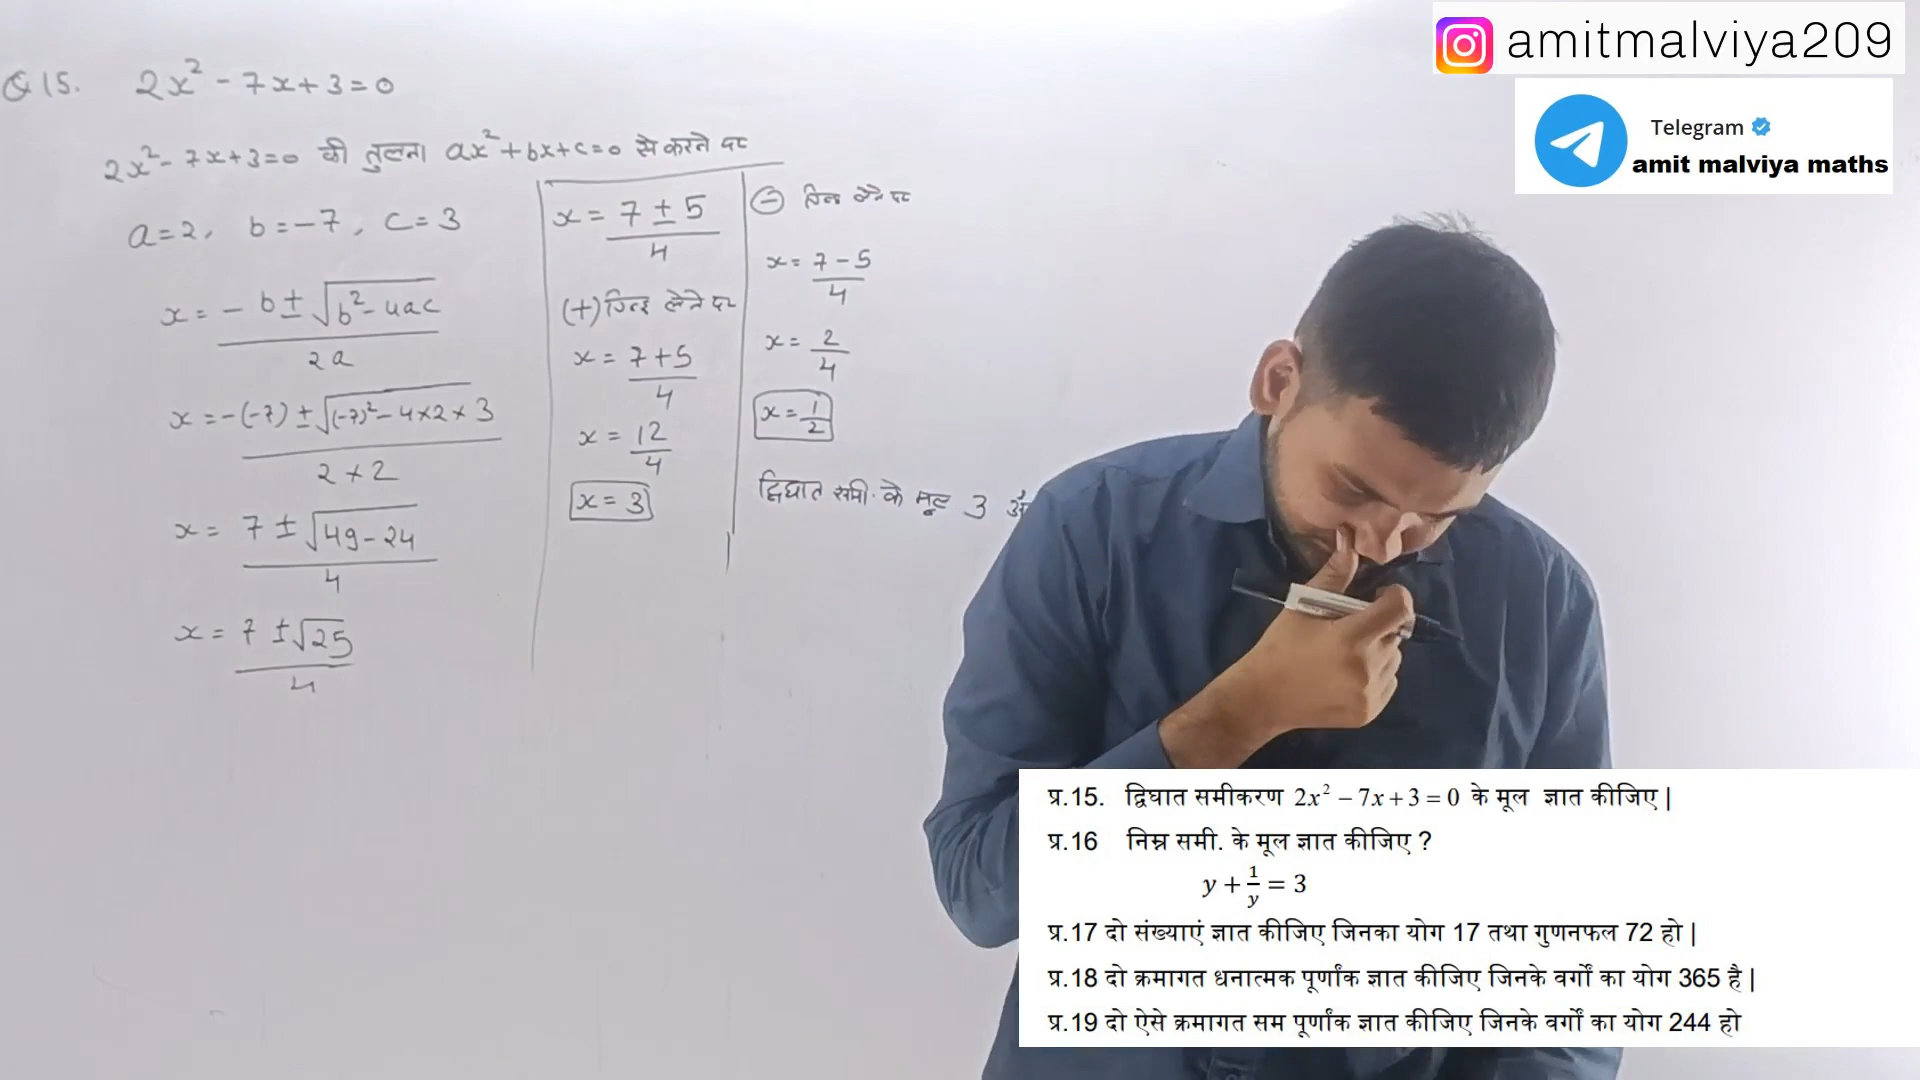 Q 15. 2x² - 7x + 3 = 0
2x² - 7x + 3 = 0 की तुलना ax² + bx + c = 0 से करने पर
a = 2, b = -7, c = 3
x = - b ± √b² - 4ac
2a
x = -(-7) ± √(-7)² - 4 × 2 × 3
2 × 2
x = 7 ± √49 - 24
4
x = 7 ± √25
4
x = 7 ± 5
4
(+) चिन्ह लेने पर
x = 7 + 5
4
x = 12
4
x = 3
(-) चिन्ह लेने पर
x = 7 - 5
4
x = 2
4
x = 1/2
द्विघात समी. के मूल 3
amitmalviya209
Telegram
amit malviya maths
प्र.15. द्विघात समीकरण 2x² - 7x + 3 = 0 के मूल ज्ञात कीजिए |
प्र.16 निम्न समी. के मूल ज्ञात कीजिए ?
y + 1/y = 3
प्र.17 दो संख्याएं ज्ञात कीजिए जिनका योग 17 तथा गुणनफल 72 हो |
प्र.18 दो क्रमागत धनात्मक पूर्णांक ज्ञात कीजिए जिनके वर्गों का योग 365 है |
प्र.19 दो ऐसे क्रमागत सम पूर्णांक ज्ञात कीजिए जिनके वर्गों का योग 244 हो